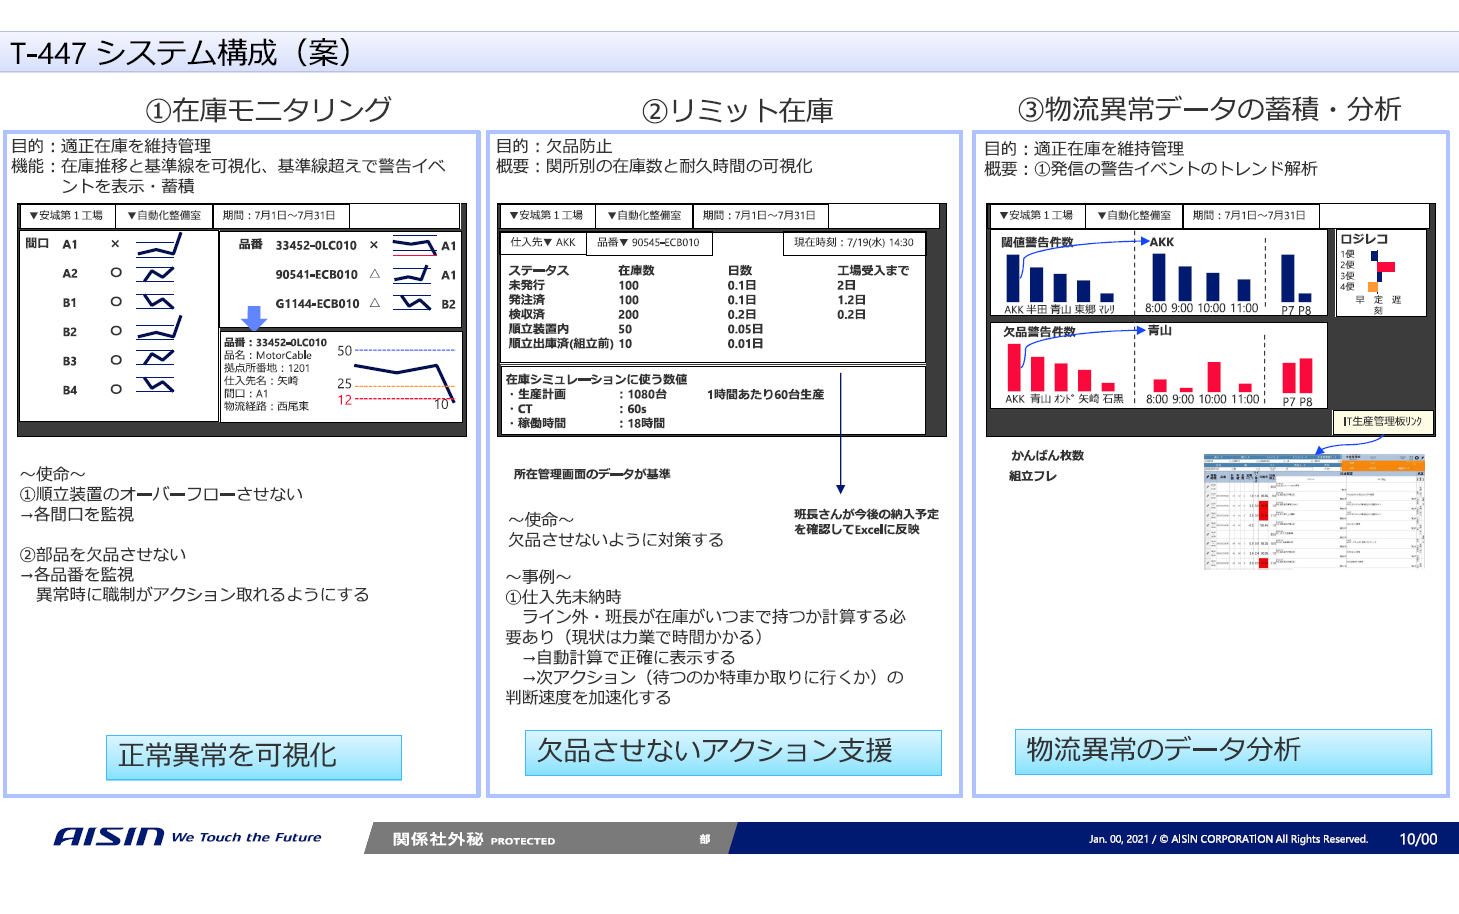 T-447 システム構成（案）
①在庫モニタリング
目的：適正在庫を維持管理
機能：在庫推移と基準線を可視化、基準線超えで警告イベ
ントを表示・蓄積
▼安城第１工場 ▼自動化整備室 期間：7月1日～7月31日
間口 A1 ×
A2 〇
B1 〇
B2 〇
B3 〇
B4 〇
品番 33452-0LC010 × A1
90541-ECB010 △ A1
G1144-ECB010 △ B2
品番：33452-0LC010
品名：MotorCable
拠点所番地：1201
仕入先名：矢崎
間口：A1
物流経路：西尾東
50
25
12
10
～使命～
①順立装置のオーバーフローさせない
→各間口を監視
②部品を欠品させない
→各品番を監視
異常時に職制がアクション取れるようにする
正常異常を可視化
②リミット在庫
目的：欠品防止
概要：関所別の在庫数と耐久時間の可視化
▼安城第１工場 ▼自動化整備室 期間：7月1日～7月31日
仕入先▼ AKK 品番▼ 90545-ECB010 現在時刻：7/19(水) 14:30
ステータス 在庫数 日数 工場受入まで
未発行 100 0.1日 2日
発注済 100 0.1日 1.2日
検収済 200 0.2日 0.2日
順立装置内 50 0.05日
順立出庫済(組立前) 10 0.01日
在庫シミュレーションに使う数値
・生産計画 ：1080台 1時間あたり60台生産
・CT ：60s
・稼働時間 ：18時間
所在管理画面のデータが基準
班長さんが今後の納入予定
を確認してExcelに反映
～使命～
欠品させないように対策する
～事例～
①仕入先未納時
ライン外・班長が在庫がいつまで持つか計算する必
要あり（現状は力業で時間かかる）
→自動計算で正確に表示する
→次アクション（待つのか特車か取りに行くか）の
判断速度を加速化する
欠品させないアクション支援
③物流異常データの蓄積・分析
目的：適正在庫を維持管理
概要：①発信の警告イベントのトレンド解析
▼安城第１工場 ▼自動化整備室 期間：7月1日～7月31日
閾値警告件数 AKK
AKK 半田 青山 東郷 ﾏﾚﾘ 8:00 9:00 10:00 11:00 P7 P8
ロジレコ
1便
2便
3便
4便
早 定刻 遅
欠品警告件数 青山
AKK 青山 ｵﾝﾄﾞ 矢崎 石黒 8:00 9:00 10:00 11:00 P7 P8
IT生産管理板ﾘﾝｸ
かんばん枚数
組立フレ
物流異常のデータ分析
AISIN We Touch the Future
関係社外秘 PROTECTED 部
Jan. 00, 2021 / © AISIN CORPORATION All Rights Reserved. 10/00